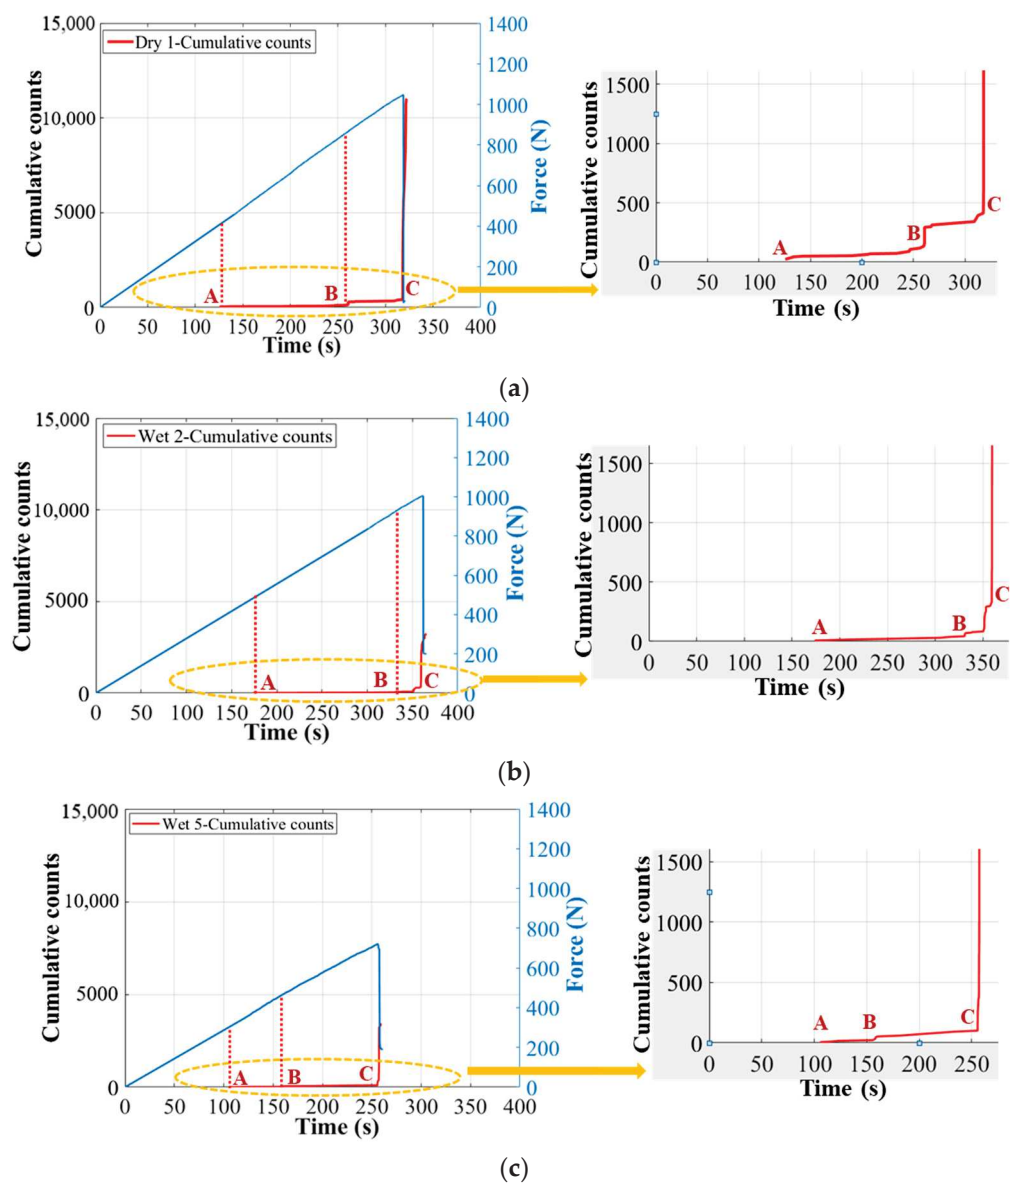 15,000
10,000
5000
0
Cumulative counts
Dry 1-Cumulative counts
A
B
C
1400
1200
1000
800
600
400
200
0
Force (N)
0 50 100 150 200 250 300 350 400
Time (s)
1500
1000
500
0
Cumulative counts
A
B
C
0 50 100 150 200 250 300
Time (s)
(a)
15,000
10,000
5000
0
Cumulative counts
Wet 2-Cumulative counts
A
B
C
1400
1200
1000
800
600
400
200
0
Force (N)
0 50 100 150 200 250 300 350 400
Time (s)
1500
1000
500
0
Cumulative counts
A
B
C
0 50 100 150 200 250 300 350
Time (s)
(b)
15,000
10,000
5000
0
Cumulative counts
Wet 5-Cumulative counts
A
B
C
1400
1200
1000
800
600
400
200
0
Force (N)
0 50 100 150 200 250 300 350 400
Time (s)
1500
1000
500
0
Cumulative counts
A
B
C
0 50 100 150 200 250
Time (s)
(c)